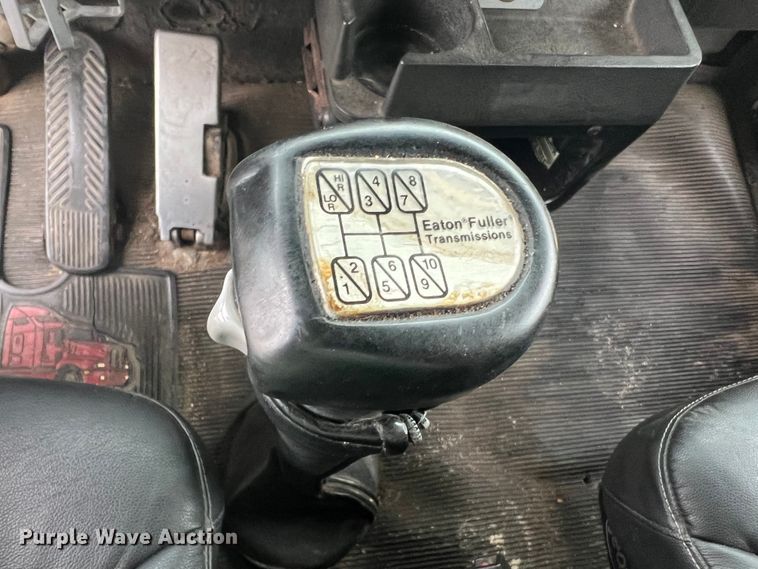 HI
R
LO
R
4
3
8
7
Eaton® Fuller®
Transmissions
2
1
6
5
10
9
Purple Wave Auction